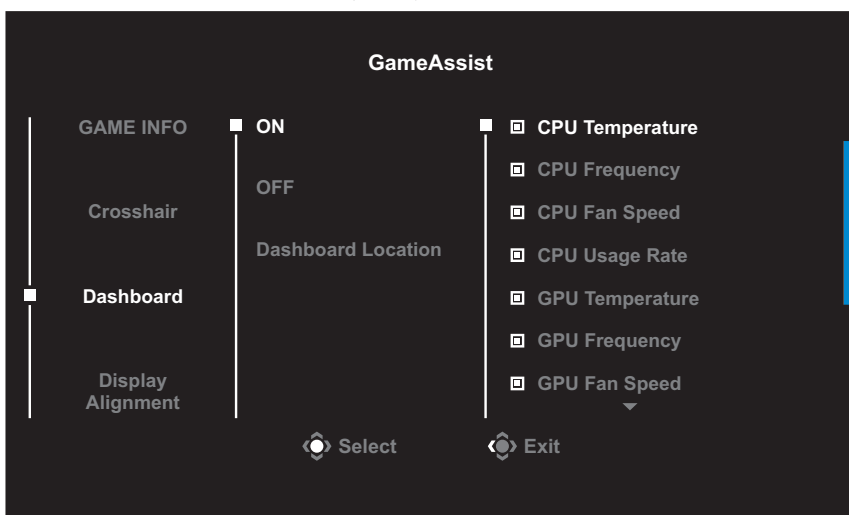 GameAssist
GAME INFO
Crosshair
Dashboard
Display
Alignment
ON
OFF
Dashboard Location
CPU Temperature
CPU Frequency
CPU Fan Speed
CPU Usage Rate
GPU Temperature
GPU Frequency
GPU Fan Speed
Select
Exit